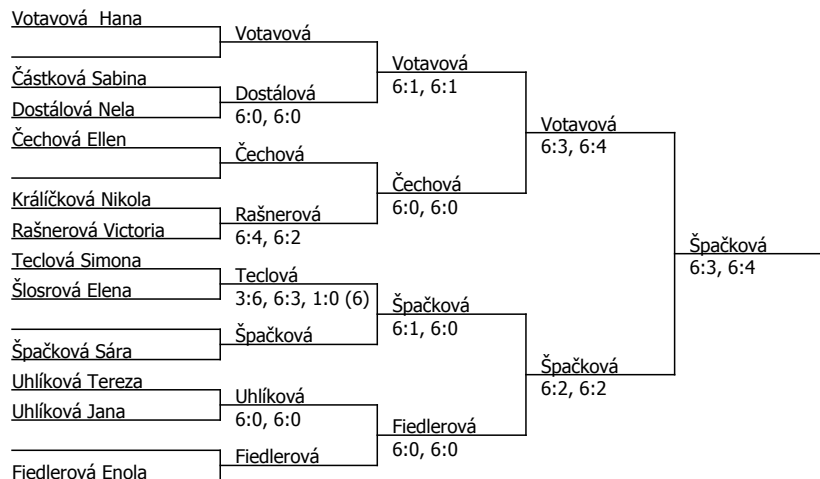 Votavová  Hana
Částková Sabina
Dostálová Nela
Čechová Ellen
Králíčková Nikola
Rašnerová Victoria
Teclová Simona
Šlosrová Elena
Špačková Sára
Uhlíková Tereza
Uhlíková Jana
Fiedlerová Enola
Votavová
Dostálová
6:0, 6:0
Čechová
Rašnerová
6:4, 6:2
Teclová
3:6, 6:3, 1:0 (6)
Špačková
Uhlíková
6:0, 6:0
Fiedlerová
Votavová
6:1, 6:1
Čechová
6:0, 6:0
Špačková
6:1, 6:0
Fiedlerová
6:0, 6:0
Votavová
6:3, 6:4
Špačková
6:2, 6:2
Špačková
6:3, 6:4